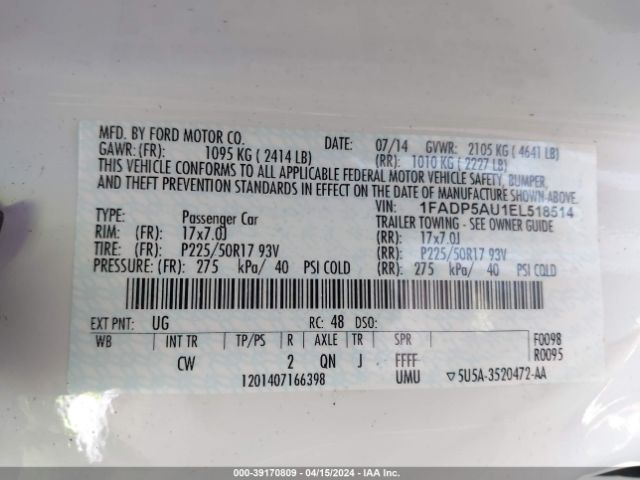 MFD. BY FORD MOTOR CO. DATE: 07/14 GVWR: 2105 KG ( 4641 LB)
GAWR: (FR): 1095 KG ( 2414 LB) (RR): 1010 KG ( 2227 LB)
THIS VEHICLE CONFORMS TO ALL APPLICABLE FEDERAL MOTOR VEHICLE SAFETY, BUMPER,
AND THEFT PREVENTION STANDARDS IN EFFECT ON THE DATE OF MANUFACTURE SHOWN ABOVE.
VIN: 1FADP5AU1EL518514
TYPE: Passenger Car TRAILER TOWING - SEE OWNER GUIDE
RIM: (FR): 17x7.0J (RR): 17x7.0J
TIRE: (FR): P225/50R17 93V (RR): P225/50R17 93V
PRESSURE: (FR): 275 kPa/ 40 PSI COLD (RR): 275 kPa/ 40 PSI COLD
EXT PNT: UG RC: 48 DSO:
WB INT TR TP/PS R AXLE TR SPR F0098
CW 2 QN J FFFF R0095
1201407166398 UMU ▽5U5A-3520472-AA
000-39170809 - 04/15/2024 - IAA Inc.